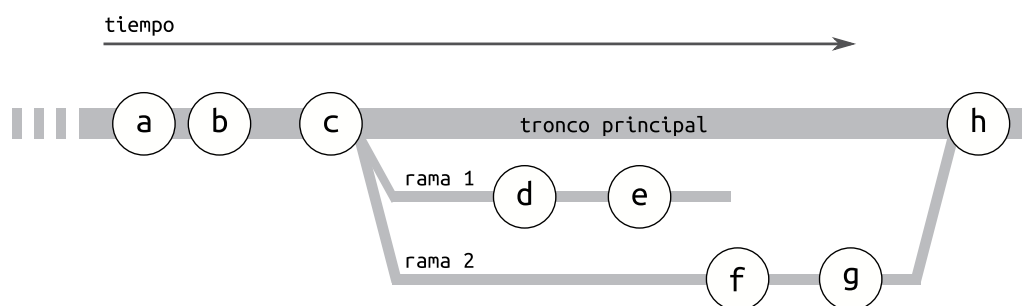 tiempo
a b c tronco principal h
rama 1 d e
rama 2 f g